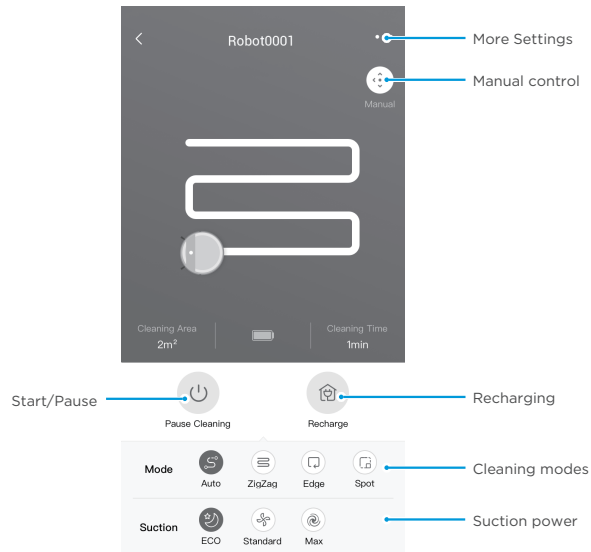 Robot0001
More Settings
Manual control
Manual
Cleaning Area
2m²
Cleaning Time
1min
Start/Pause
Pause Cleaning
Recharge
Recharging
Mode
Auto
ZigZag
Edge
Spot
Cleaning modes
Suction
ECO
Standard
Max
Suction power